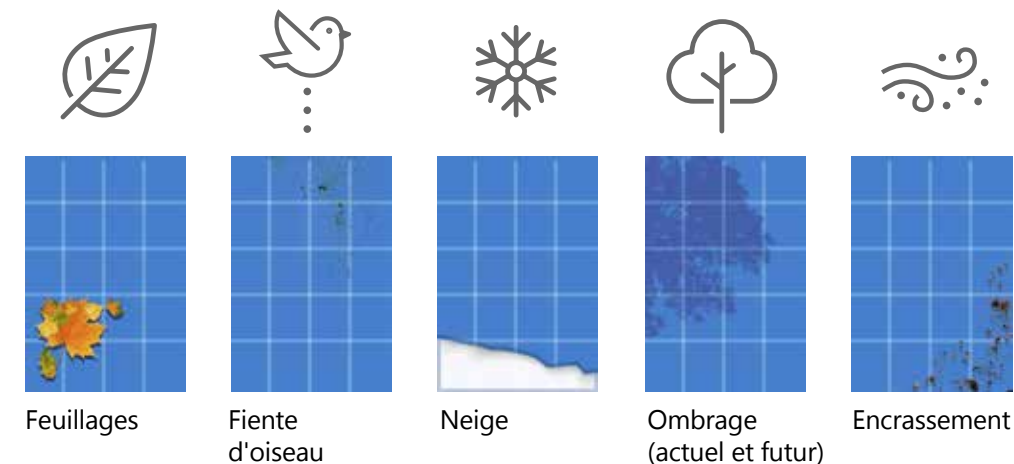 Feuillages
Fiente
d'oiseau
Neige
Ombrage
(actuel et futur)
Encrassement